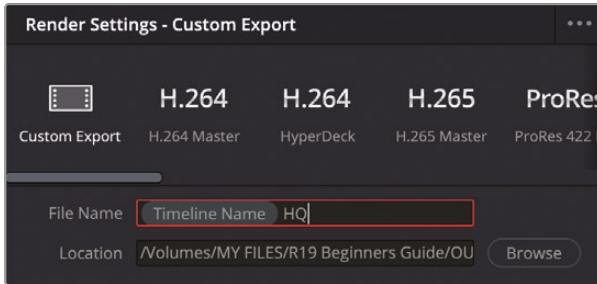 Render Settings - Custom Export
H.264 H.264 H.265 ProRes
Custom Export H.264 Master HyperDeck H.265 Master ProRes 422
File Name Timeline Name HQ
Location /Volumes/MY FILES/R19 Beginners Guide/OU Browse